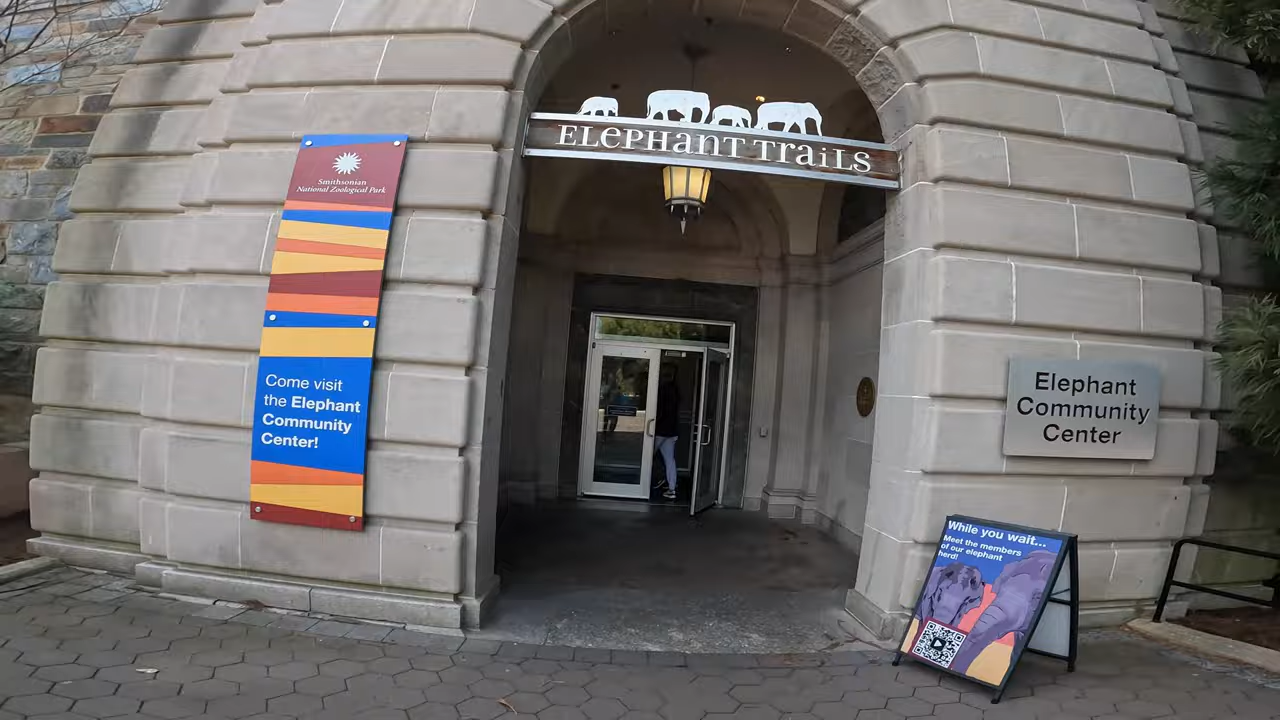 Elephant Trails
Smithsonian
National Zoological Park
Come visit
the Elephant
Community
Center!
Elephant
Community
Center
While you wait...
Meet the members
of our elephant
herd!